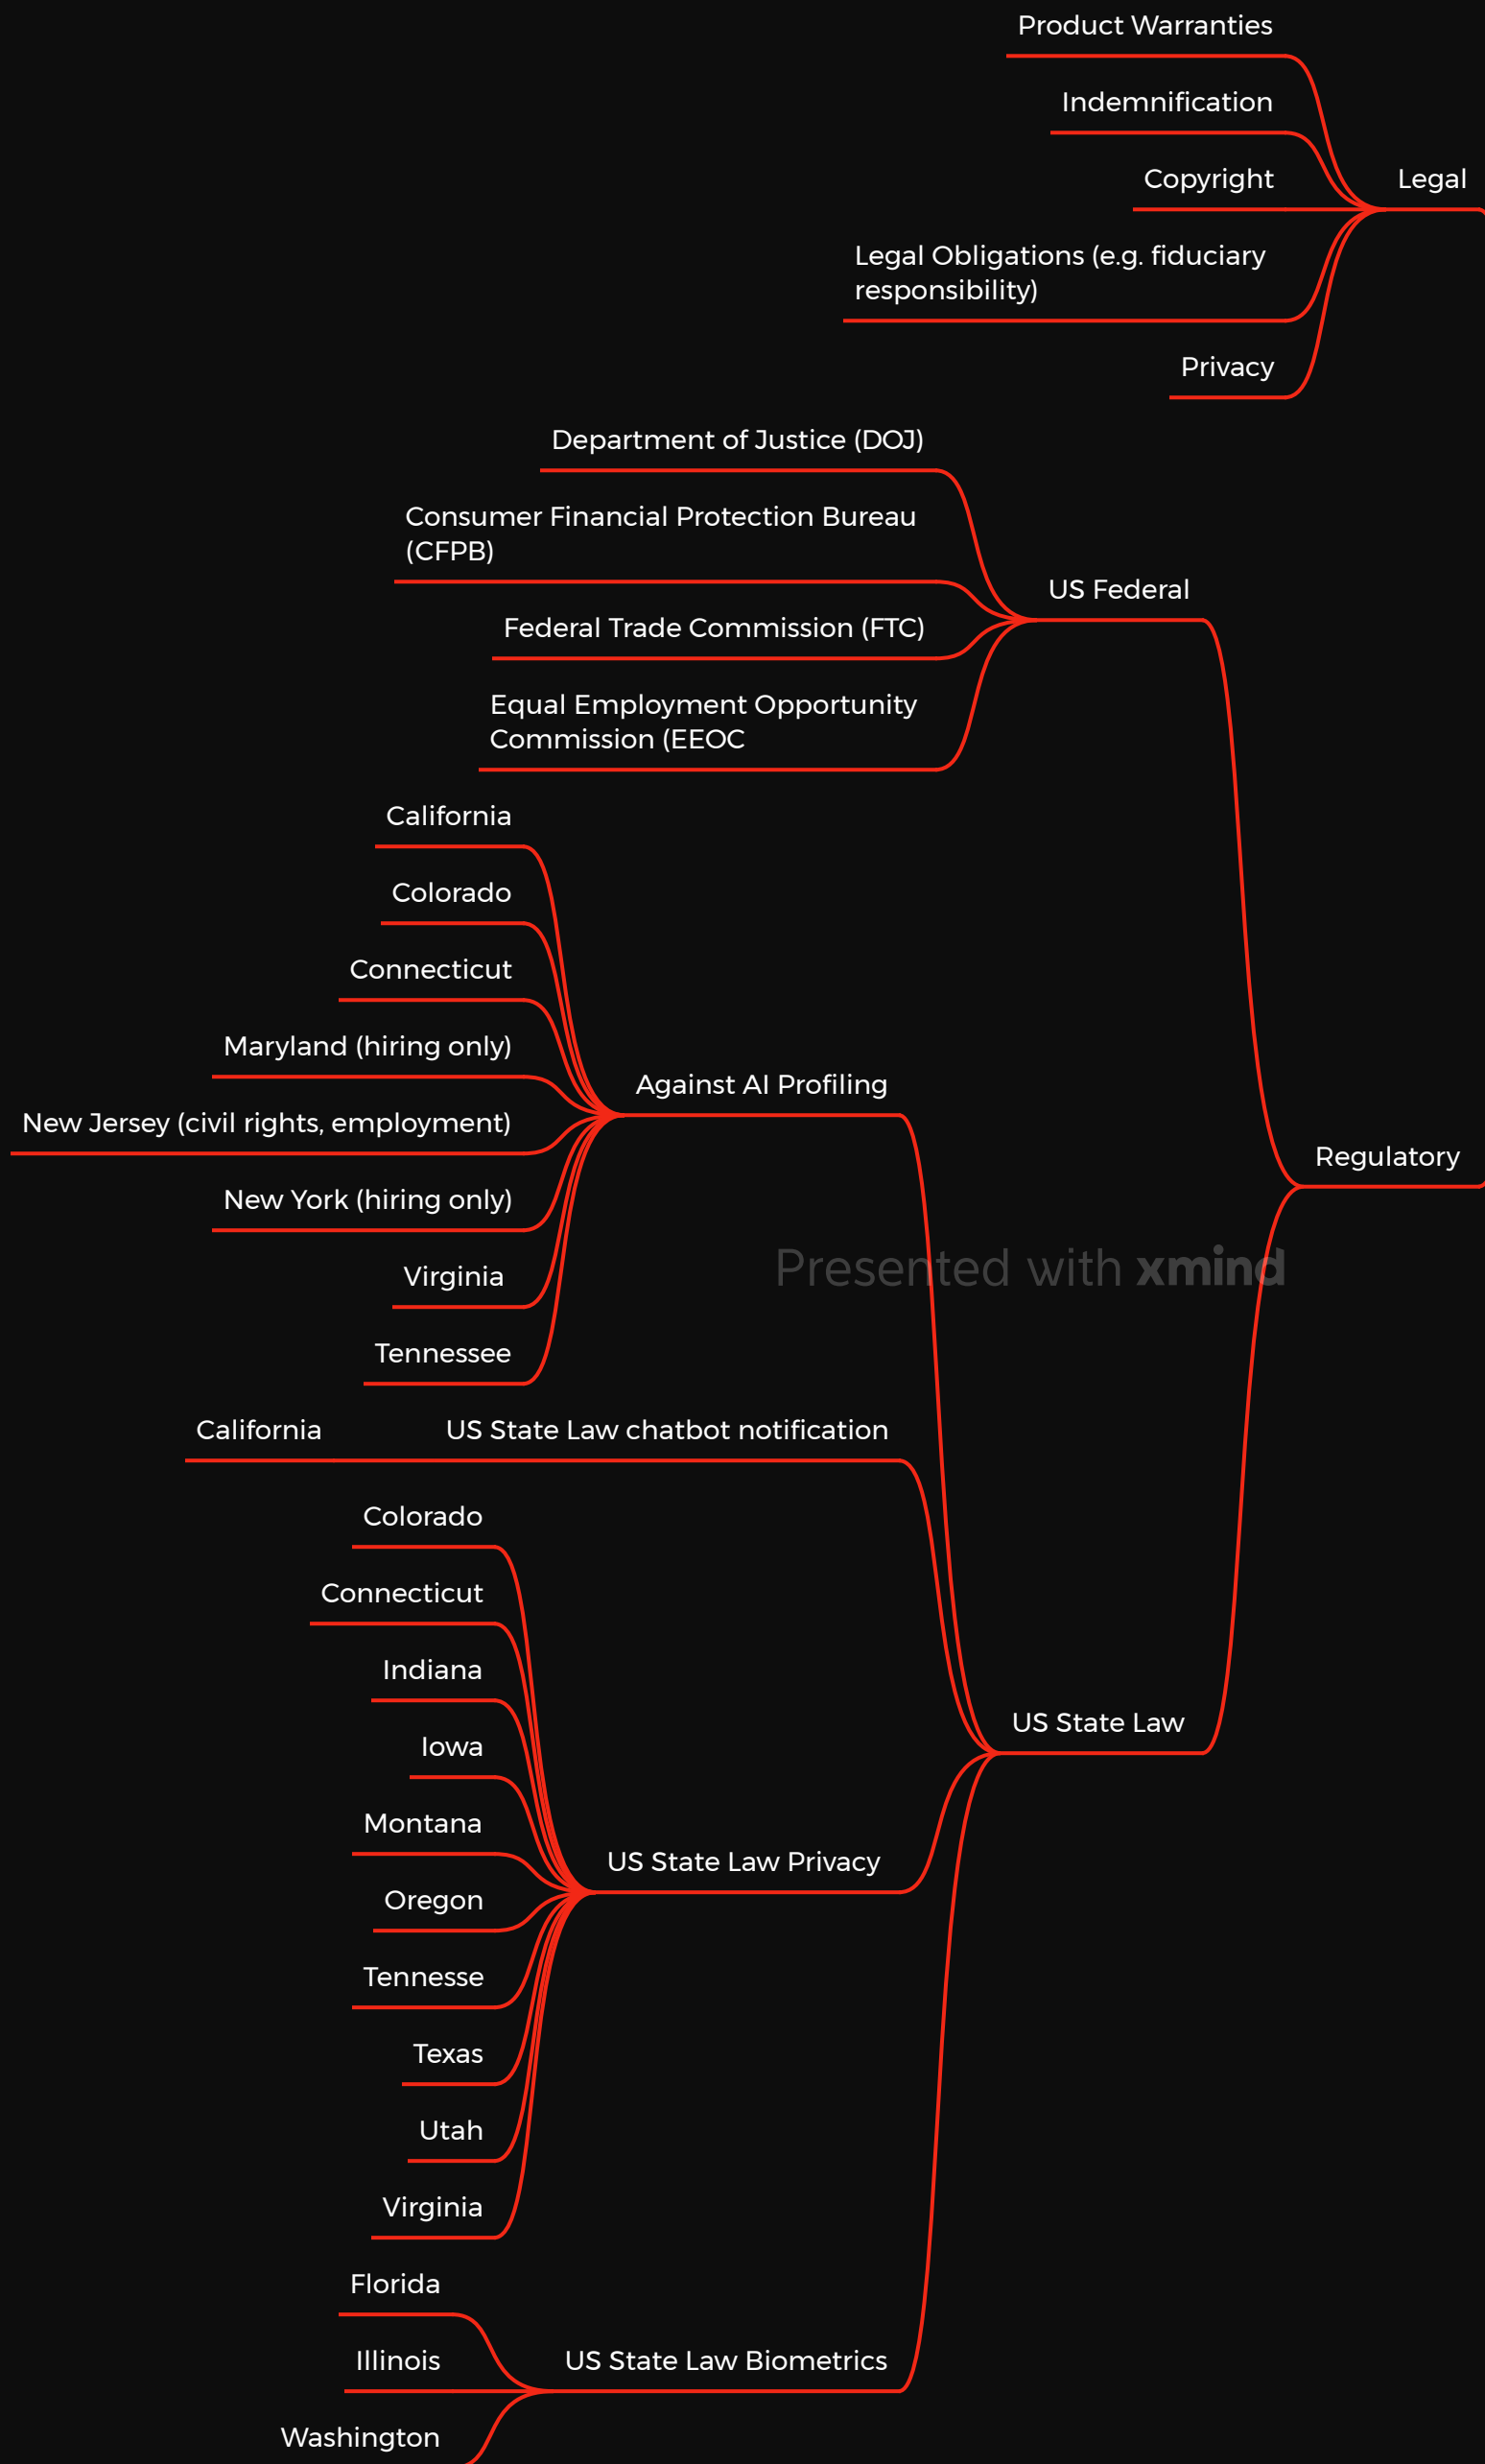 Product Warranties
Indemnification
Copyright
Legal
Legal Obligations (e.g. fiduciary
responsibility)
Privacy
Department of Justice (DOJ)
Consumer Financial Protection Bureau
(CFPB)
US Federal
Federal Trade Commission (FTC)
Equal Employment Opportunity
Commission (EEOC
California
Colorado
Connecticut
Maryland (hiring only)
Against AI Profiling
New Jersey (civil rights, employment)
Regulatory
New York (hiring only)
Presented with xmind
Virginia
Tennessee
California
US State Law chatbot notification
Colorado
Connecticut
Indiana
US State Law
Iowa
Montana
US State Law Privacy
Oregon
Tennesse
Texas
Utah
Virginia
Florida
Illinois
US State Law Biometrics
Washington